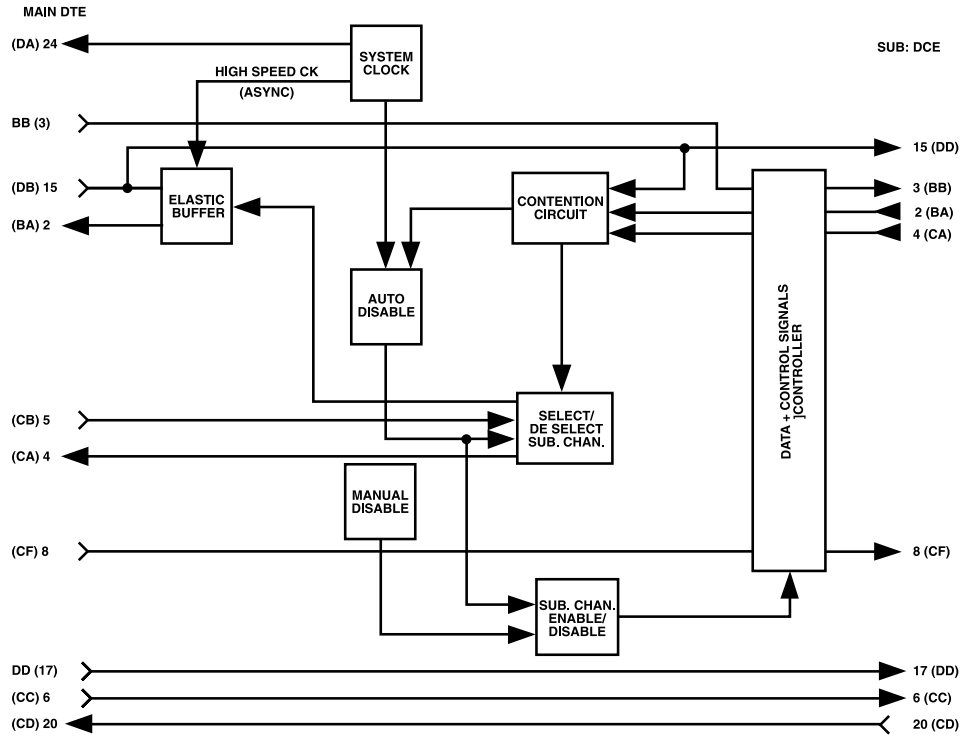 MAIN DTE
(DA) 24
SYSTEM
CLOCK
SUB: DCE
HIGH SPEED CK
(ASYNC)
BB (3)
15 (DD)
(DB) 15
ELASTIC
BUFFER
CONTENTION
CIRCUIT
3 (BB)
2 (BA)
(BA) 2
4 (CA)
AUTO
DISABLE
DATA + CONTROL SIGNALS
]CONTROLLER
(CB) 5
SELECT/
DE SELECT
SUB. CHAN.
(CA) 4
MANUAL
DISABLE
(CF) 8
8 (CF)
SUB. CHAN.
ENABLE/
DISABLE
DD (17)
17 (DD)
(CC) 6
6 (CC)
(CD) 20
20 (CD)